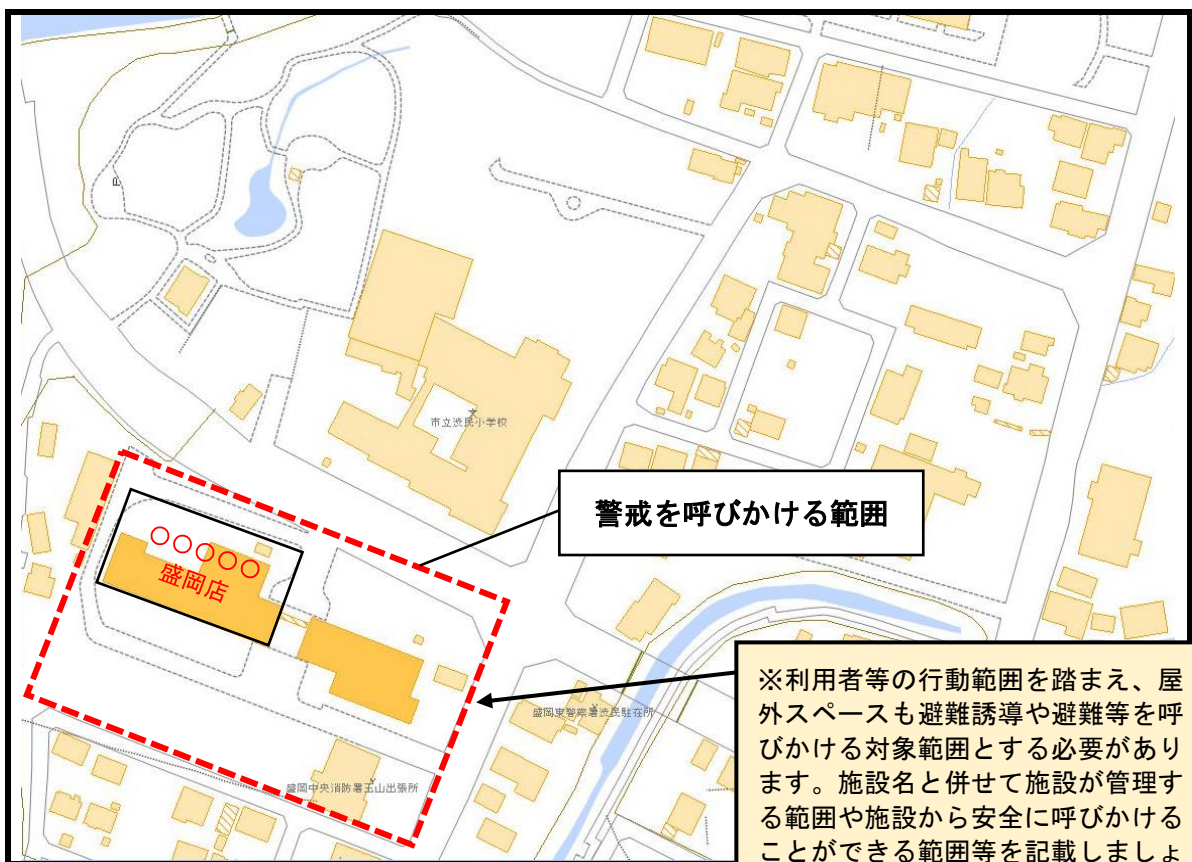 市立渋民小学校
警戒を呼びかける範囲
○○○○○
盛岡店
※利用者等の行動範囲を踏まえ、屋
外スペースも避難誘導や避難等を呼
びかける対象範囲とする必要があり
ます。施設名と併せて施設が管理す
る範囲や施設から安全に呼びかける
ことができる範囲等を記載しましょ
盛岡東警察署渋民駐在所
盛岡中央消防署玉山出張所